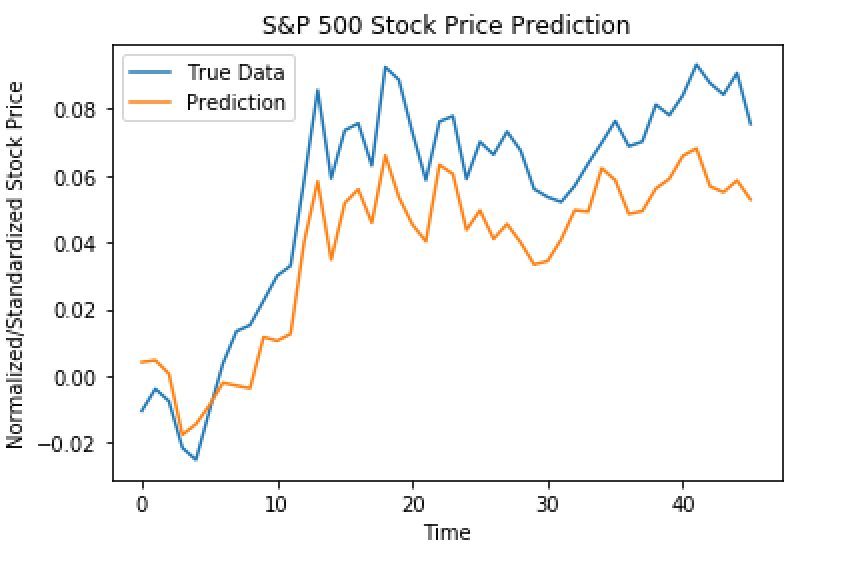 S&P 500 Stock Price Prediction
True Data
Prediction
Normalized/Standardized Stock Price
0.08
0.06
0.04
0.02
0.00
−0.02
0 10 20 30 40
Time